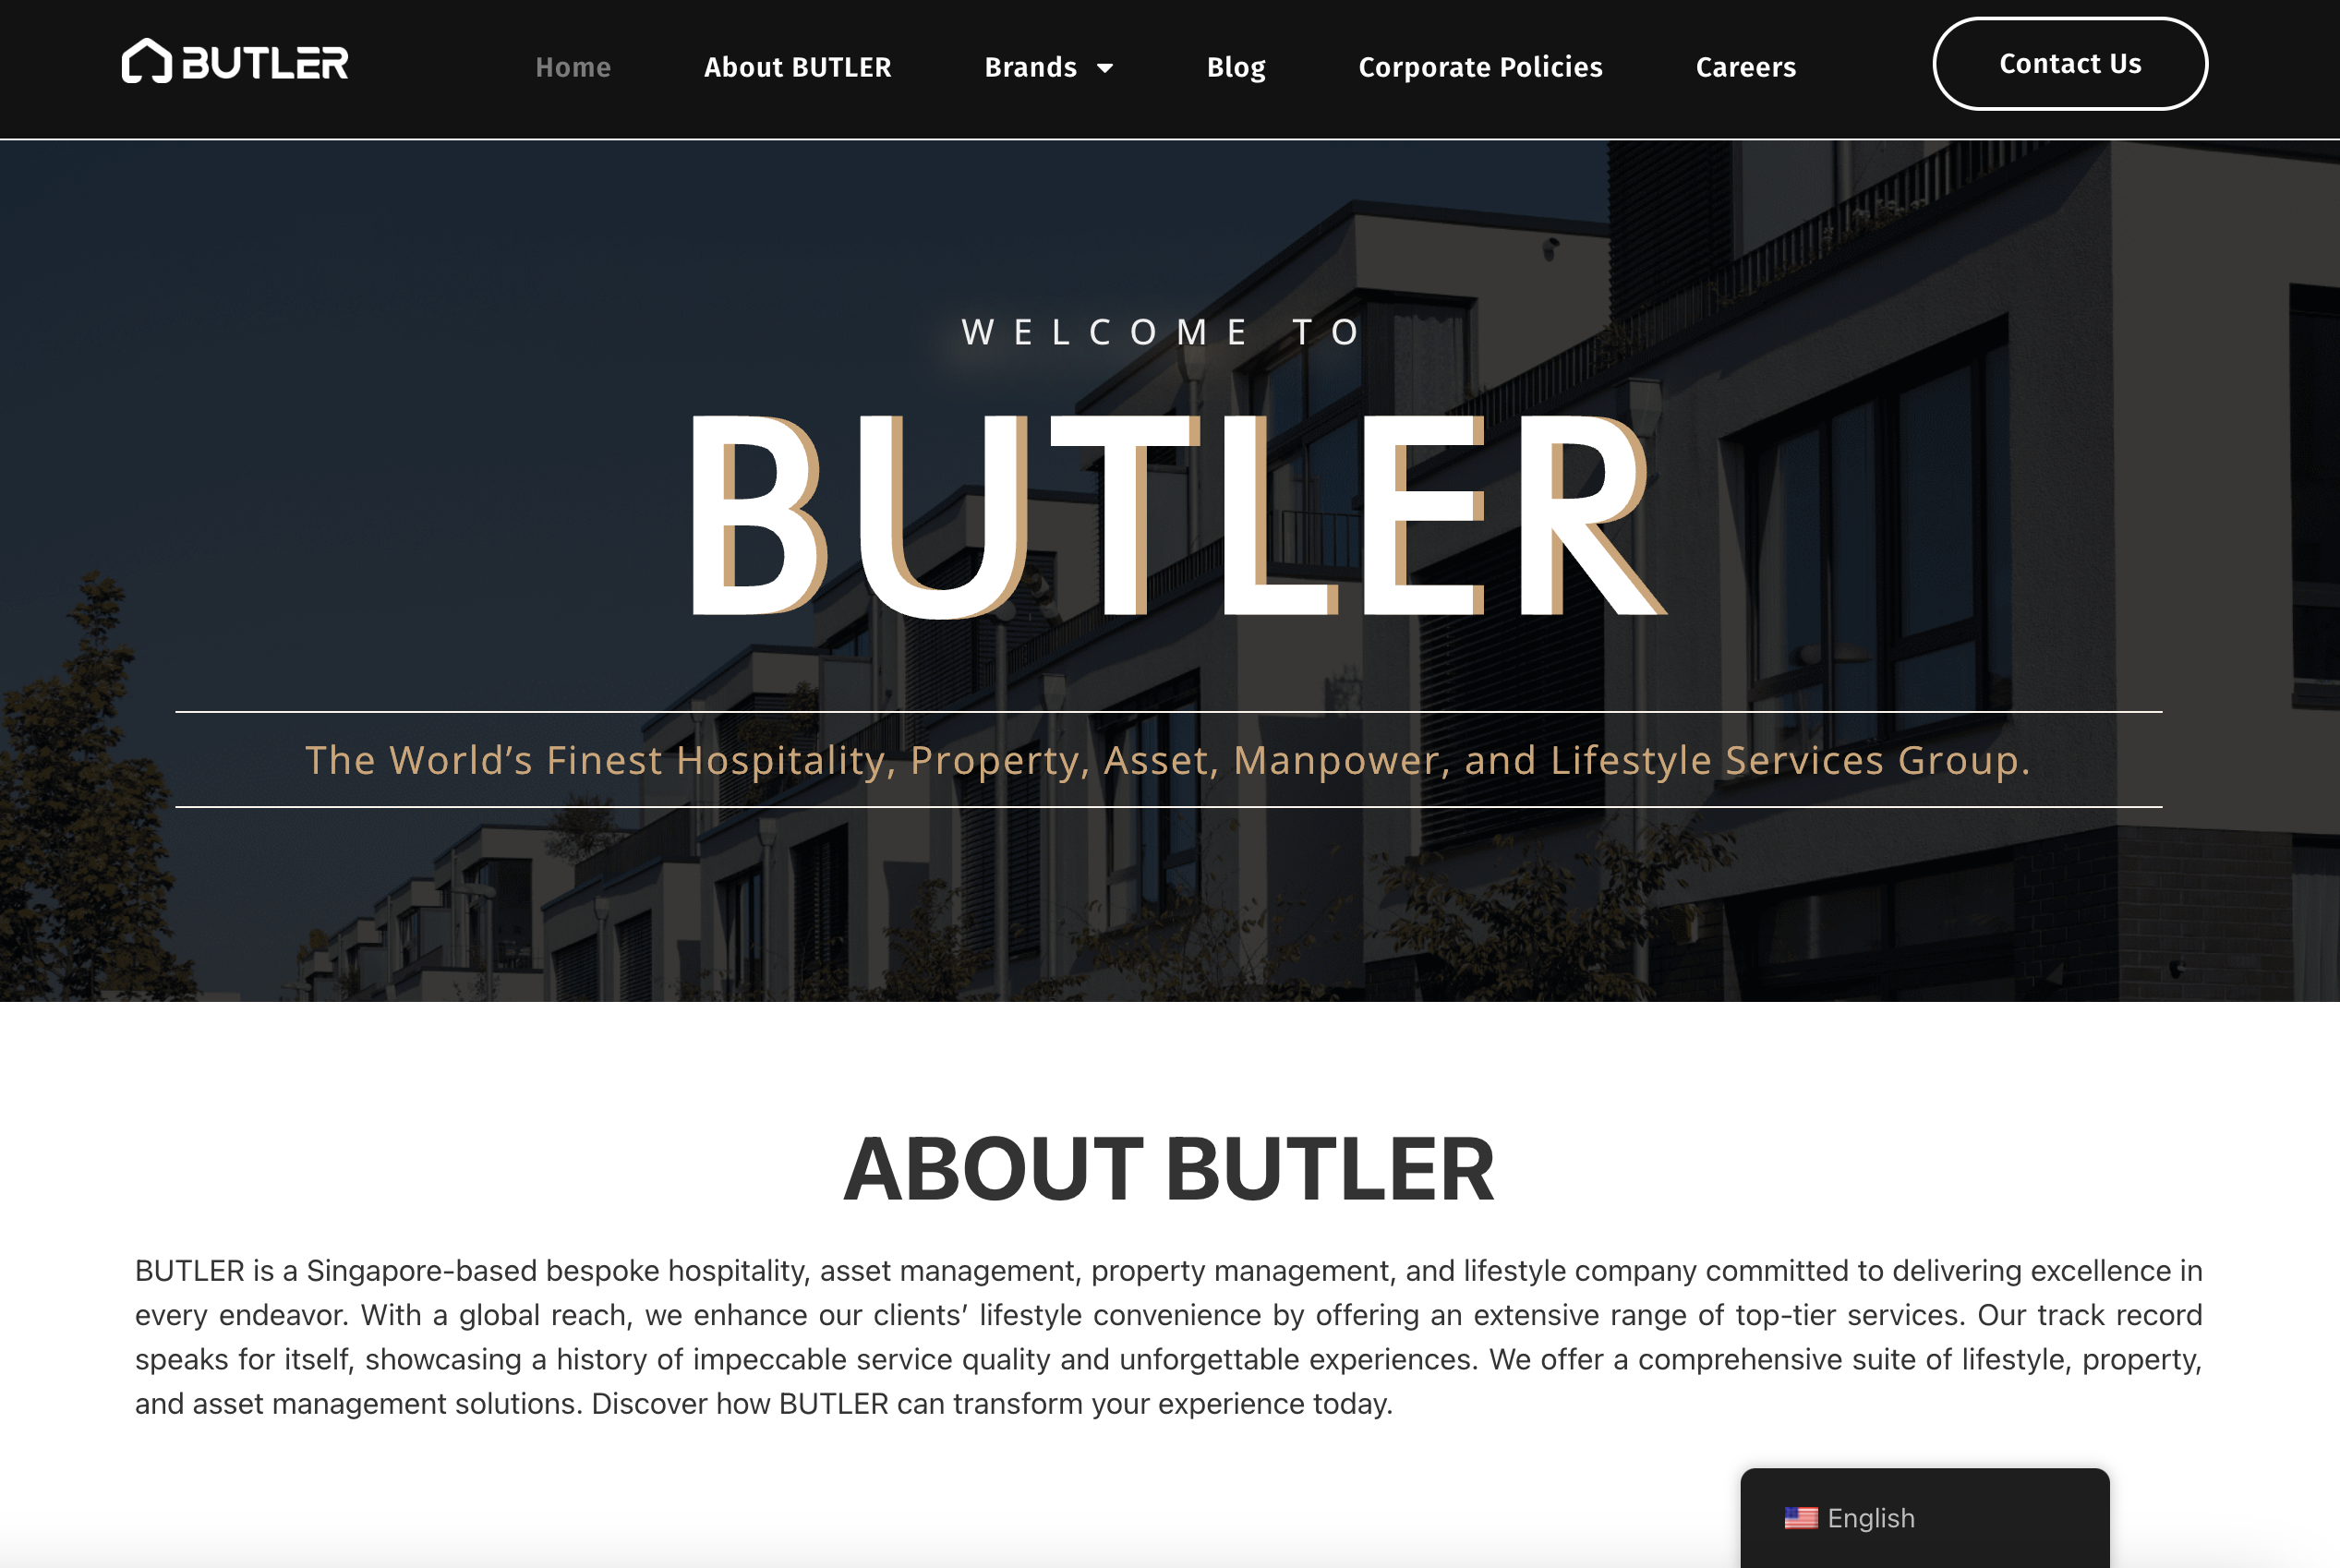 BUTLER
Home About BUTLER Brands Blog Corporate Policies Careers Contact Us
WELCOME TO
BUTLER
The World’s Finest Hospitality, Property, Asset, Manpower, and Lifestyle Services Group.
ABOUT BUTLER
BUTLER is a Singapore-based bespoke hospitality, asset management, property management, and lifestyle company committed to delivering excellence in
every endeavor. With a global reach, we enhance our clients’ lifestyle convenience by offering an extensive range of top-tier services. Our track record
speaks for itself, showcasing a history of impeccable service quality and unforgettable experiences. We offer a comprehensive suite of lifestyle, property,
and asset management solutions. Discover how BUTLER can transform your experience today.
English